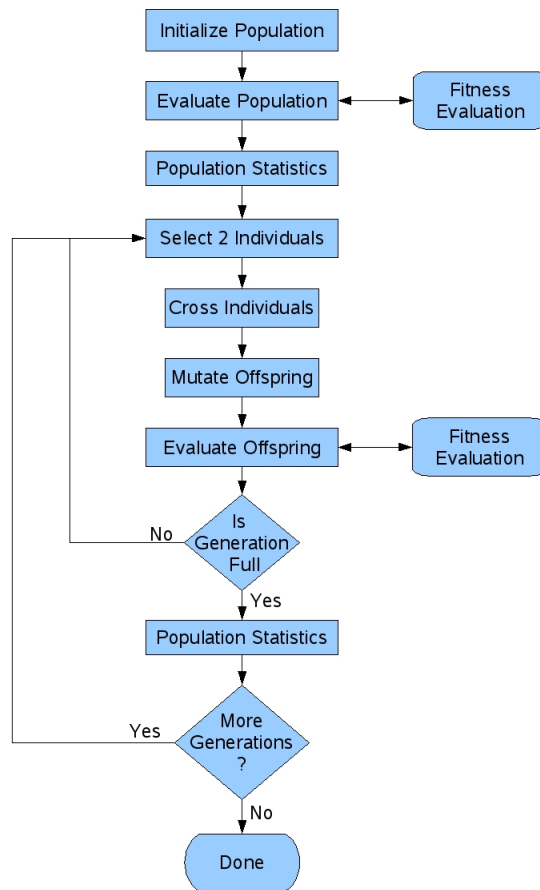 Initialize Population
Evaluate Population
Fitness
Evaluation
Population Statistics
Select 2 Individuals
Cross Individuals
Mutate Offspring
Evaluate Offspring
Fitness
Evaluation
Is
Generation
Full
No
Yes
Population Statistics
More
Generations
?
Yes
No
Done